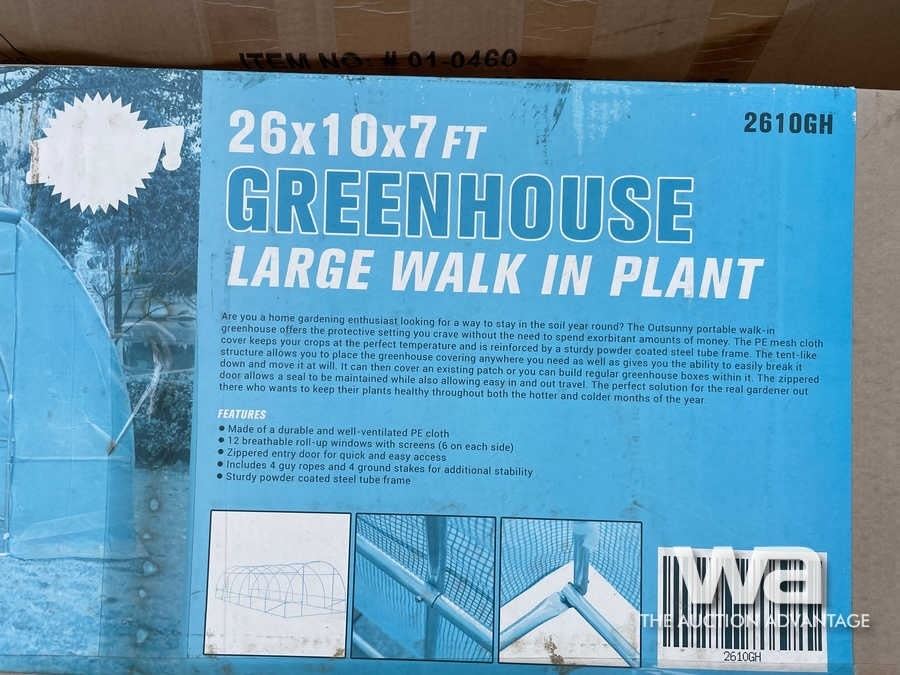 ITEM NO: # 01-0460
26x10x7 FT
2610GH
GREENHOUSE
LARGE WALK IN PLANT
Are you a home gardening enthusiast looking for a way to stay in the soil year round? The Outsunny portable walk-in
greenhouse offers the protective setting you crave without the need to spend exorbitant amounts of money. The PE mesh cloth
cover keeps your crops at the perfect temperature and is reinforced by a sturdy powder coated steel tube frame. The tent-like
structure allows you to place the greenhouse covering anywhere you need as well as gives you the ability to easily break it
down and move it at will. It can then cover an existing patch or you can build regular greenhouse boxes within it. The zippered
door allows a seal to be maintained while also allowing easy in and out travel. The perfect solution for the real gardener out
there who wants to keep their plants healthy throughout both the hotter and colder months of the year
FEATURES
● Made of a durable and well-ventilated PE cloth
● 12 breathable roll-up windows with screens (6 on each side)
● Zippered entry door for quick and easy access
● Includes 4 guy ropes and 4 ground stakes for additional stability
● Sturdy powder coated steel tube frame
wa
THE AUCTION ADVANTAGE
2610GH